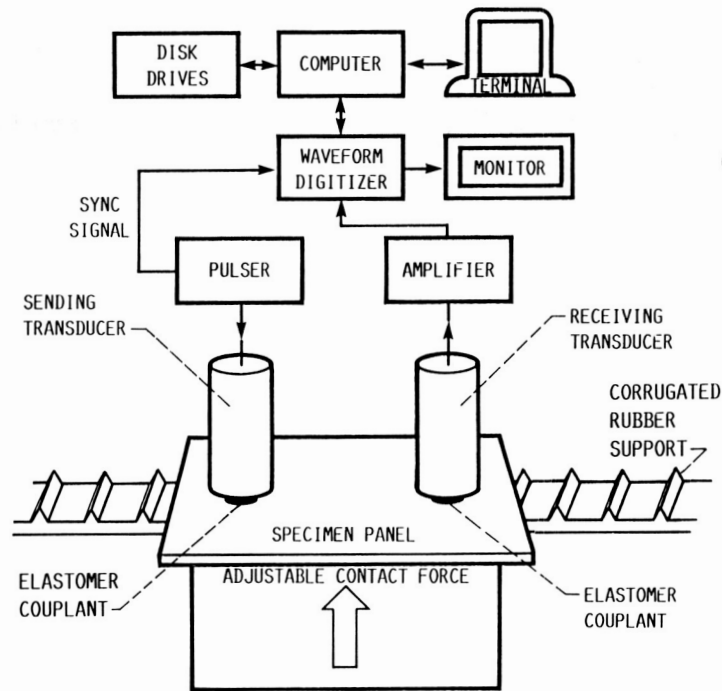 DISK
DRIVES
COMPUTER
TERMINAL
WAVEFORM
DIGITIZER
MONITOR
SYNC
SIGNAL
PULSER
AMPLIFIER
SENDING
TRANSDUCER
RECEIVING
TRANSDUCER
CORRUGATED
RUBBER
SUPPORT
SPECIMEN PANEL
ADJUSTABLE CONTACT FORCE
ELASTOMER
COUPLANT
ELASTOMER
COUPLANT